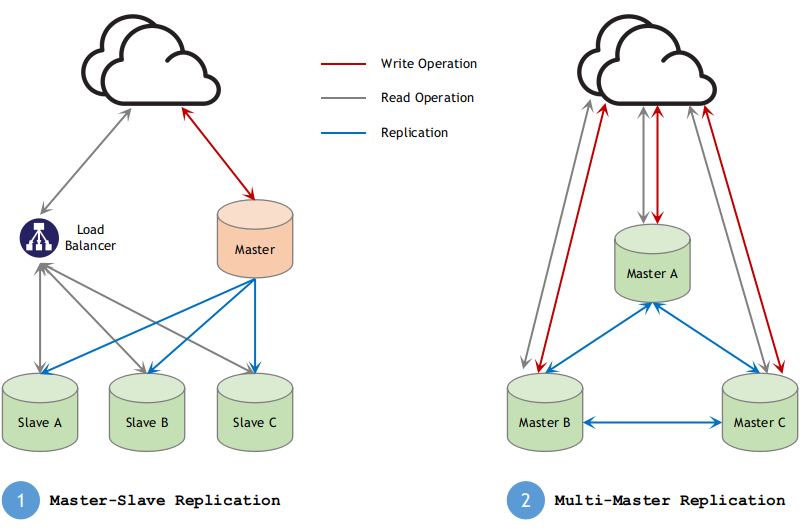 Write Operation
Read Operation
Replication
Load
Balancer
Master
Slave A
Slave B
Slave C
1 Master-Slave Replication
Master A
Master B
Master C
2 Multi-Master Replication